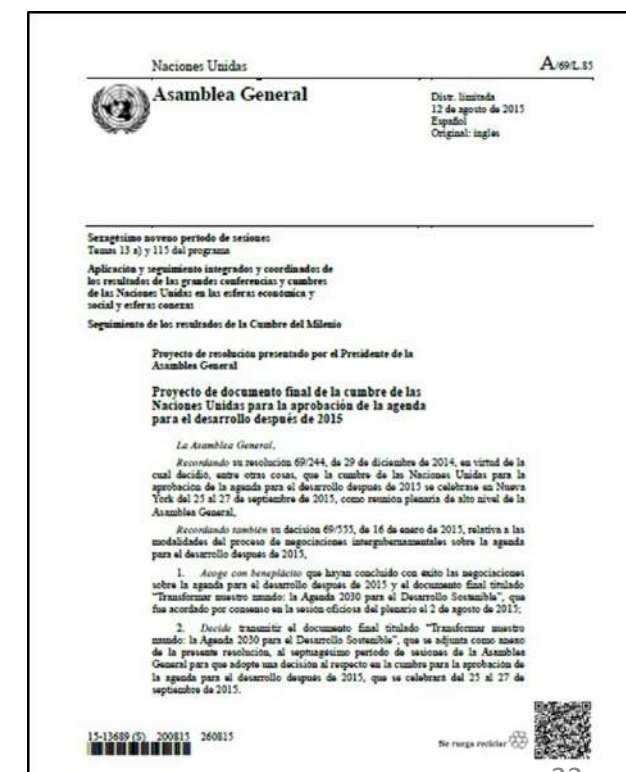 Naciones Unidas
A/69/L.85
Asamblea General
Distr. limitada
12 de agosto de 2015
Español
Original: inglés
Sexagésimo noveno período de sesiones
Temas 13 a) y 115 del programa
Aplicación y seguimiento integrados y coordinados de
los resultados de las grandes conferencias y cumbres
de las Naciones Unidas en las esferas económica y
social y esferas conexas
Seguimiento de los resultados de la Cumbre del Milenio
Proyecto de resolución presentado por el Presidente de la
Asamblea General
Proyecto de documento final de la cumbre de las
Naciones Unidas para la aprobación de la agenda
para el desarrollo después de 2015
La Asamblea General,
Recordando su resolución 69/244, de 29 de diciembre de 2014, en virtud de la
cual decidió, entre otras cosas, que la cumbre de las Naciones Unidas para la
aprobación de la agenda para el desarrollo después de 2015 se celebrase en Nueva
York del 25 al 27 de septiembre de 2015, como reunión plenaria de alto nivel de la
Asamblea General,
Recordando también su decisión 69/555, de 16 de enero de 2015, relativa a las
modalidades del proceso de negociaciones intergubernamentales sobre la agenda
para el desarrollo después de 2015,
1. Acoge con beneplácito que hayan concluido con éxito las negociaciones
sobre la agenda para el desarrollo después de 2015 y el documento final titulado
"Transformar nuestro mundo: la Agenda 2030 para el Desarrollo Sostenible", que
fue acordado por consenso en la sesión oficiosa del plenario el 2 de agosto de 2015;
2. Decide transmitir el documento final titulado "Transformar nuestro
mundo: la Agenda 2030 para el Desarrollo Sostenible", que se adjunta como anexo
de la presente resolución, al septuagésimo período de sesiones de la Asamblea
General para que adopte una decisión al respecto en la cumbre para la aprobación de
la agenda para el desarrollo después de 2015, que se celebrará del 25 al 27 de
septiembre de 2015.
15-13689 (S) 200815 260815
Se ruega reciclar